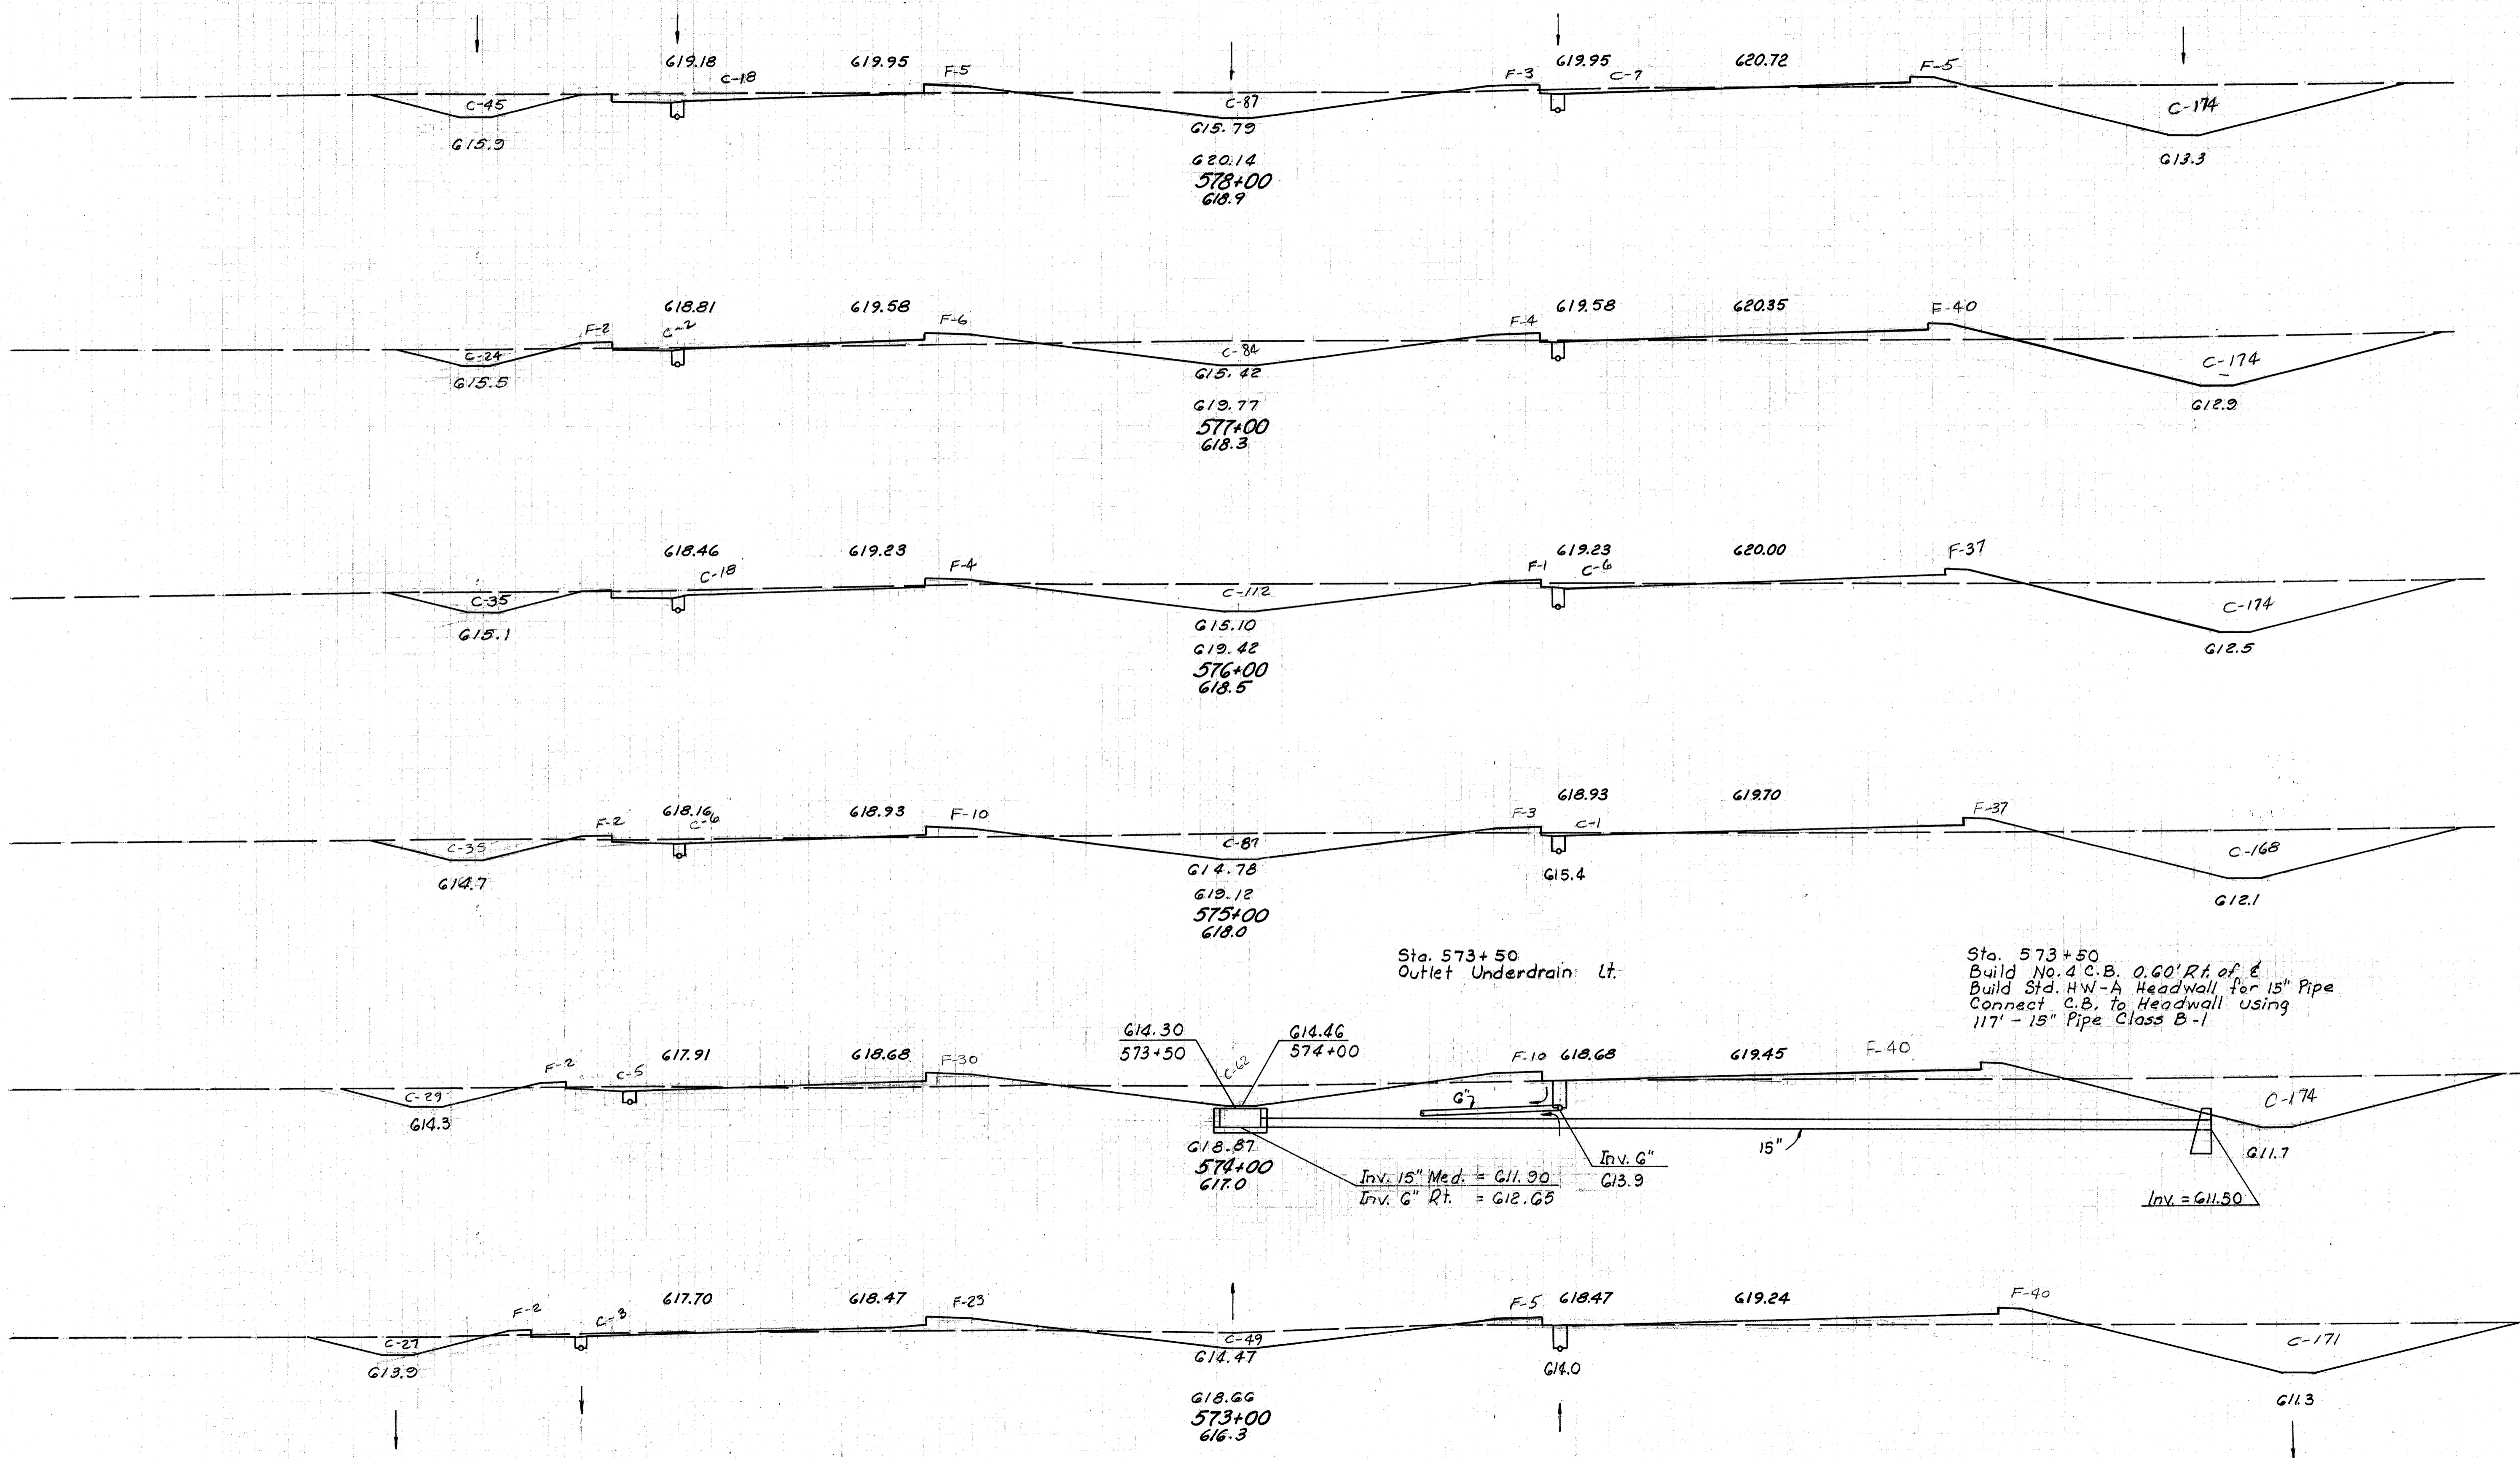 619.18
619.95
F-5
F-3
619.95
620.72
F-5
C-18
C-7
C-45
C-87
C-174
615.9
615.79
613.3
620.14
578+00
618.9
618.81
619.58
F-6
F-4
619.58
620.35
F-40
F-2
C-2
C-24
C-84
C-174
615.5
615.42
612.9
619.77
577+00
618.3
618.46
619.23
F-4
F-1
619.23
620.00
F-37
C-18
C-6
C-35
C-112
C-174
615.1
615.10
612.5
619.42
576+00
618.5
618.16
618.93
F-10
F-3
618.93
619.70
F-37
F-2
C-6
C-1
C-35
C-87
C-168
614.7
614.78
615.4
612.1
619.12
575+00
618.0
Sta. 573+50
Outlet Underdrain Lt.
Sta. 573+50
Build No. 4 C.B. 0.60' Rt. of ℄
Build Std. HW-A Headwall for 15" Pipe
Connect C.B. to Headwall using
117' - 15" Pipe Class B-1
614.30
573+50
614.46
574+00
617.91
618.68
F-30
C-62
F-10
618.68
619.45
F-40
F-2
C-5
C-29
6"
C-174
614.3
15"
611.7
618.87
574+00
617.0
Inv. 15" Med. = 611.90
Inv. 6" Rt. = 612.65
Inv. 6"
613.9
Inv. = 611.50
617.70
618.47
F-23
F-5
618.47
619.24
F-40
F-2
C-3
C-27
C-49
C-171
613.9
614.47
614.0
611.3
618.66
573+00
616.3